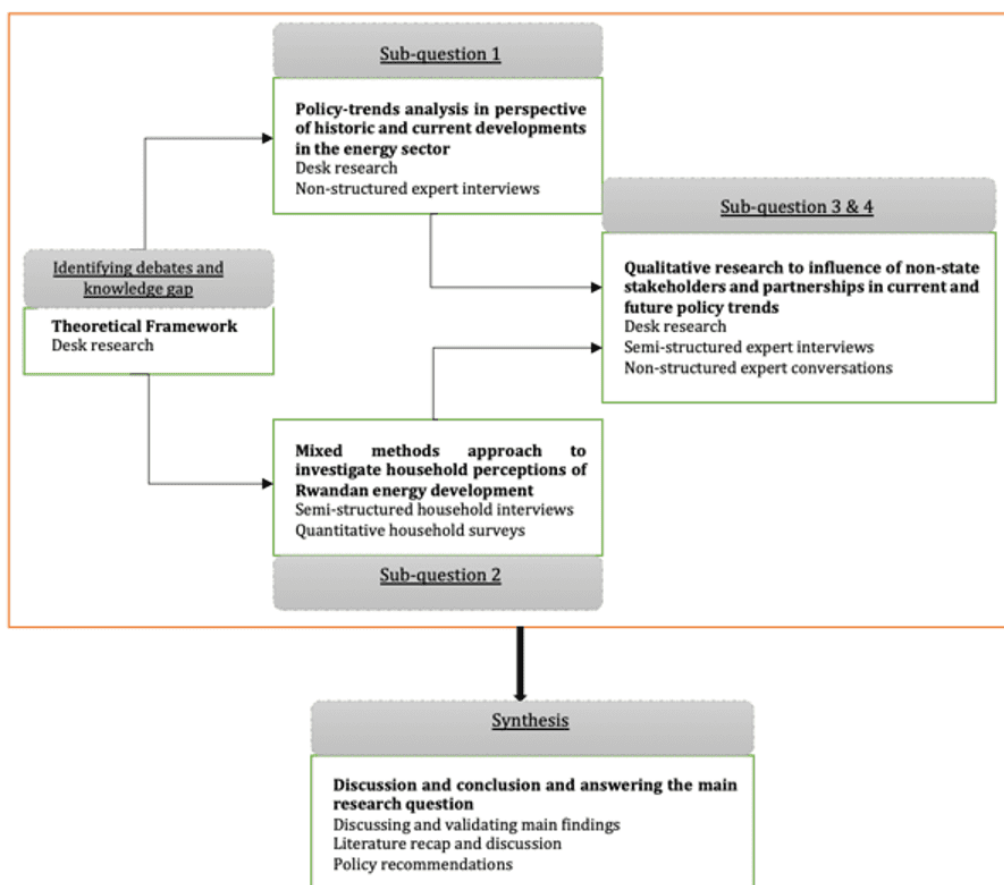 Sub-question 1
Policy-trends analysis in perspective
of historic and current developments
in the energy sector
Desk research
Non-structured expert interviews
Sub-question 3 & 4
Qualitative research to influence of non-state
stakeholders and partnerships in current and
future policy trends
Desk research
Semi-structured expert interviews
Non-structured expert conversations
Identifying debates and
knowledge gap
Theoretical Framework
Desk research
Mixed methods approach to
investigate household perceptions of
Rwandan energy development
Semi-structured household interviews
Quantitative household surveys
Sub-question 2
Synthesis
Discussion and conclusion and answering the main
research question
Discussing and validating main findings
Literature recap and discussion
Policy recommendations